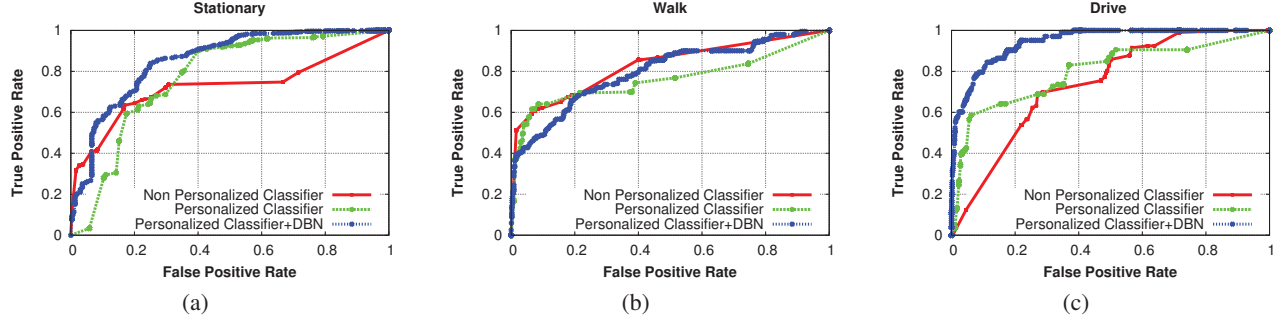 Stationary
True Positive Rate
1
0.8
0.6
0.4
0.2
0
Non Personalized Classifier
Personalized Classifier
Personalized Classifier+DBN
0 0.2 0.4 0.6 0.8 1
False Positive Rate
(a)
Walk
True Positive Rate
1
0.8
0.6
0.4
0.2
0
Non Personalized Classifier
Personalized Classifier
Personalized Classifier+DBN
0 0.2 0.4 0.6 0.8 1
False Positive Rate
(b)
Drive
True Positive Rate
1
0.8
0.6
0.4
0.2
0
Non Personalized Classifier
Personalized Classifier
Personalized Classifier+DBN
0 0.2 0.4 0.6 0.8 1
False Positive Rate
(c)